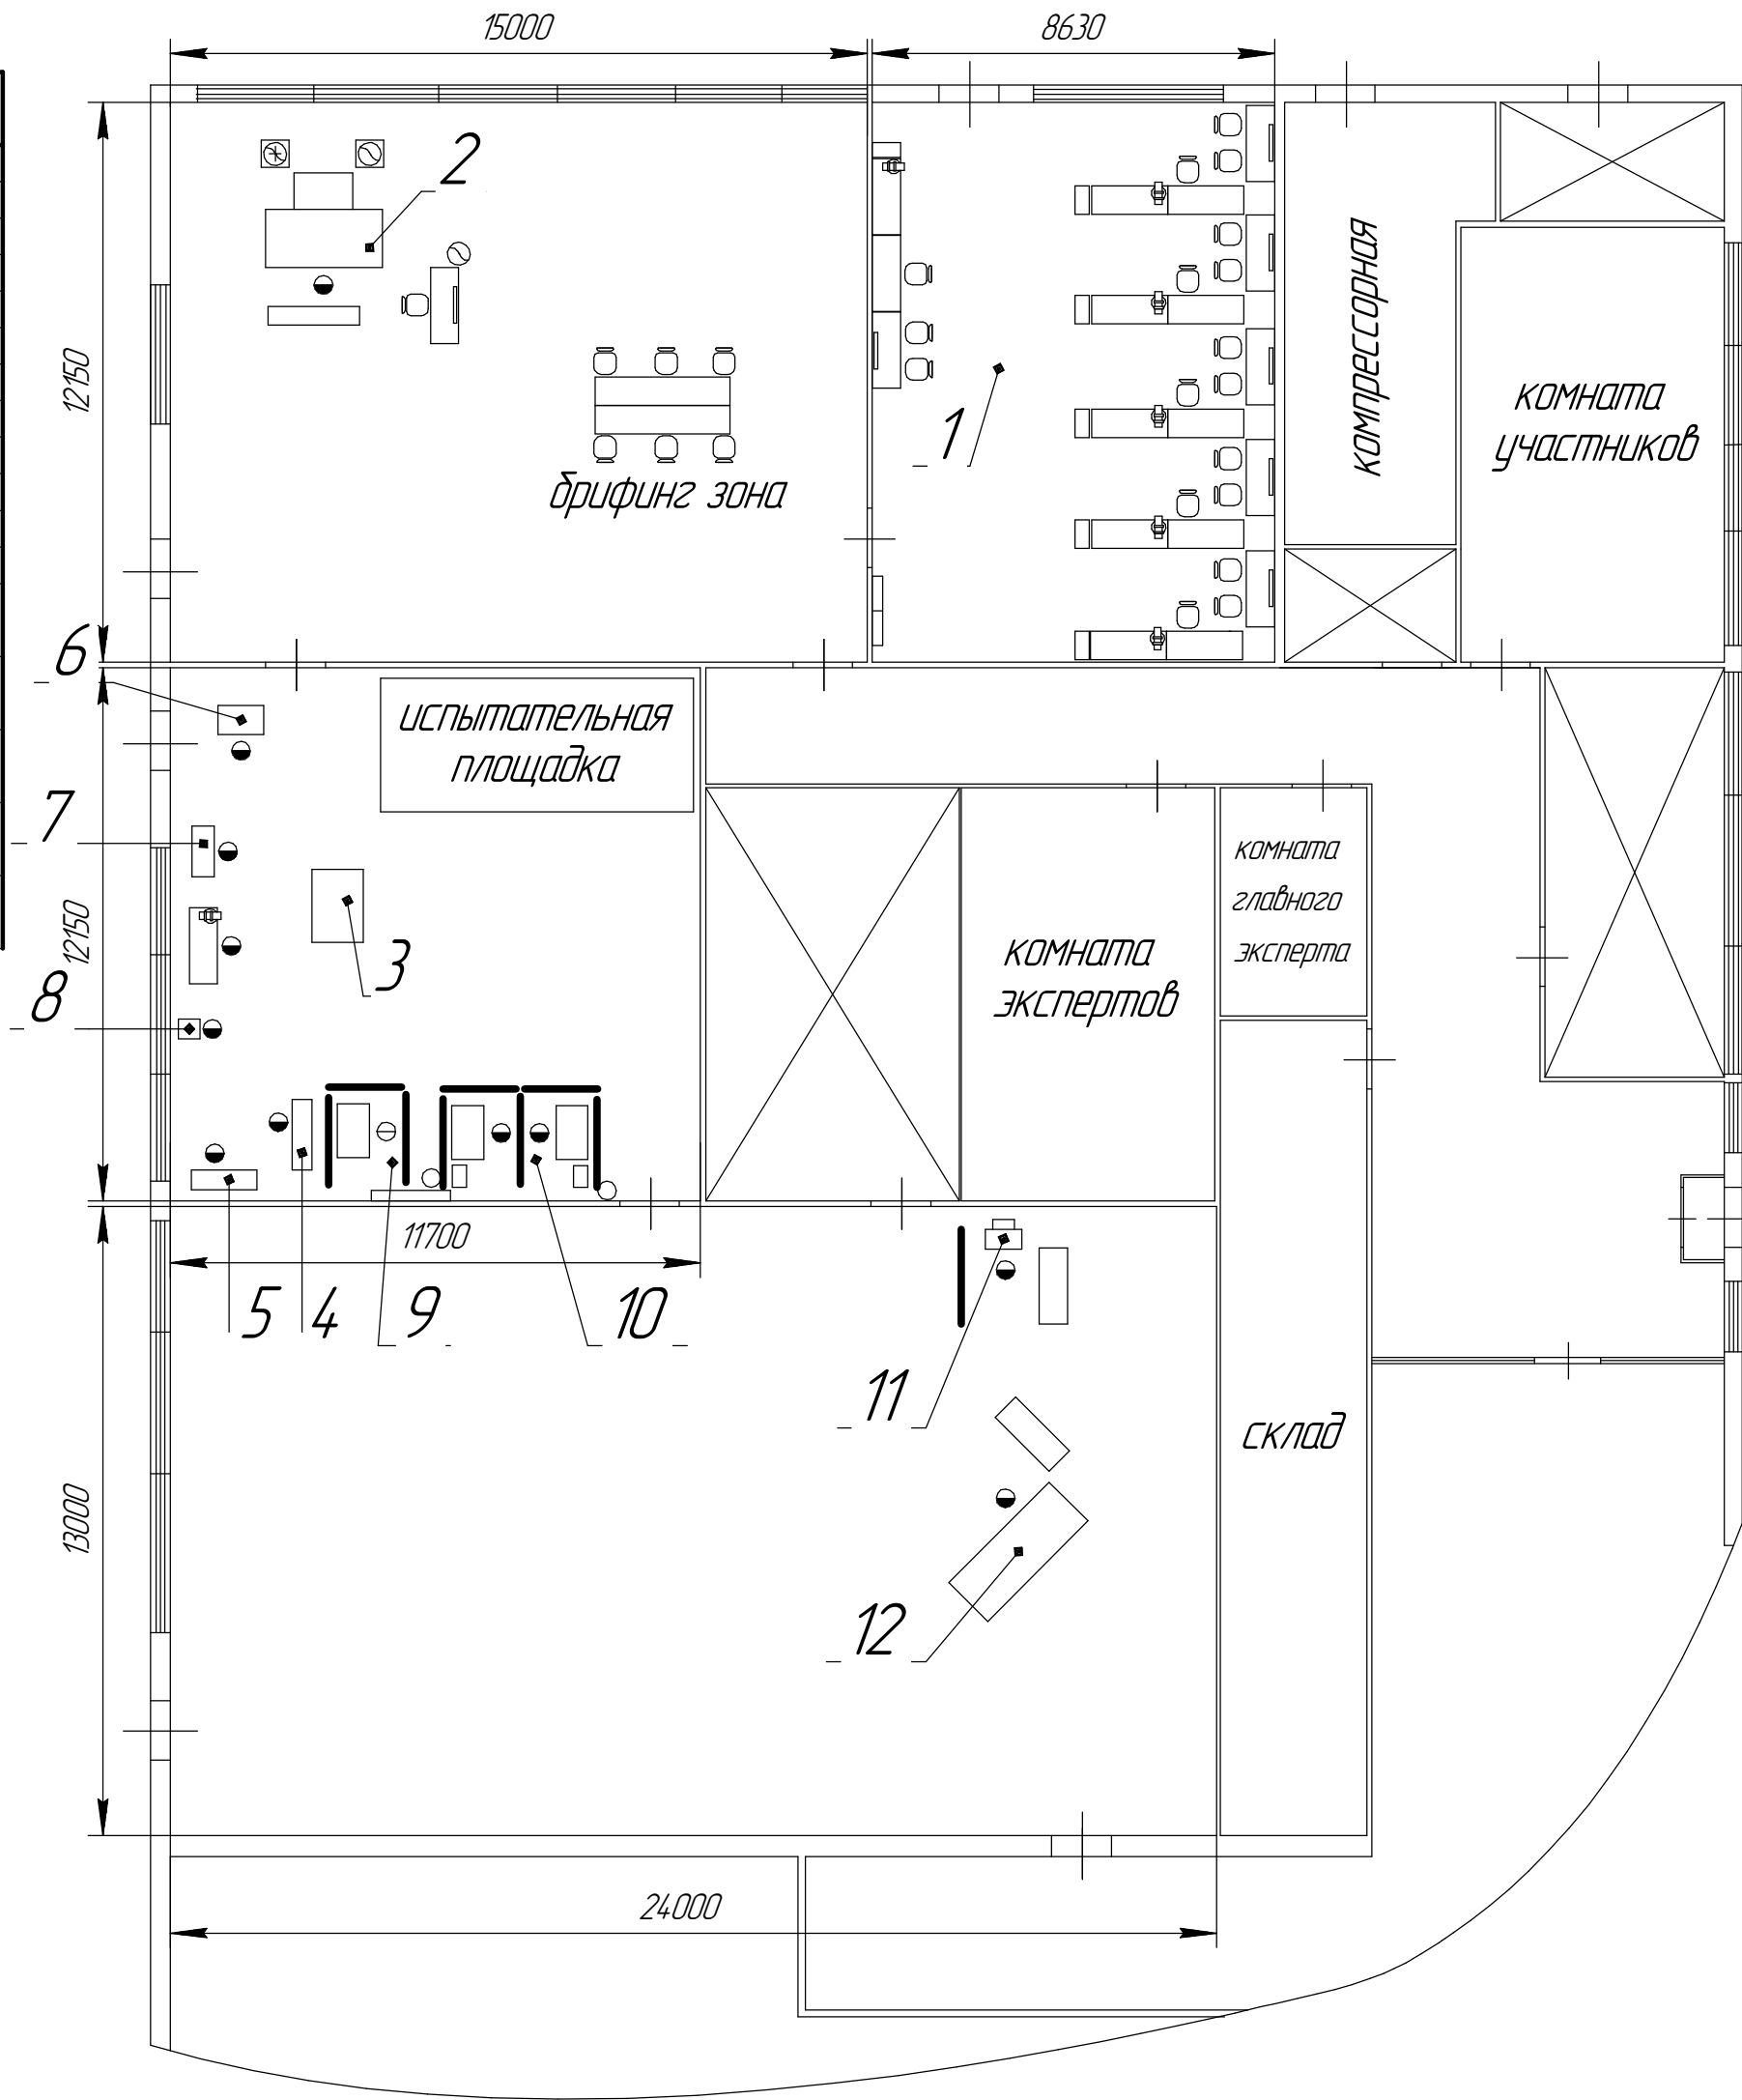 15000
8630
2
12150
1
компрессорная
комната
участников
брифинг зона
6
испытательная
площадка
7
12150
3
8
комната
экспертов
комната
главного
эксперта
11700
5
4
9
10
11
склад
13000
12
24000